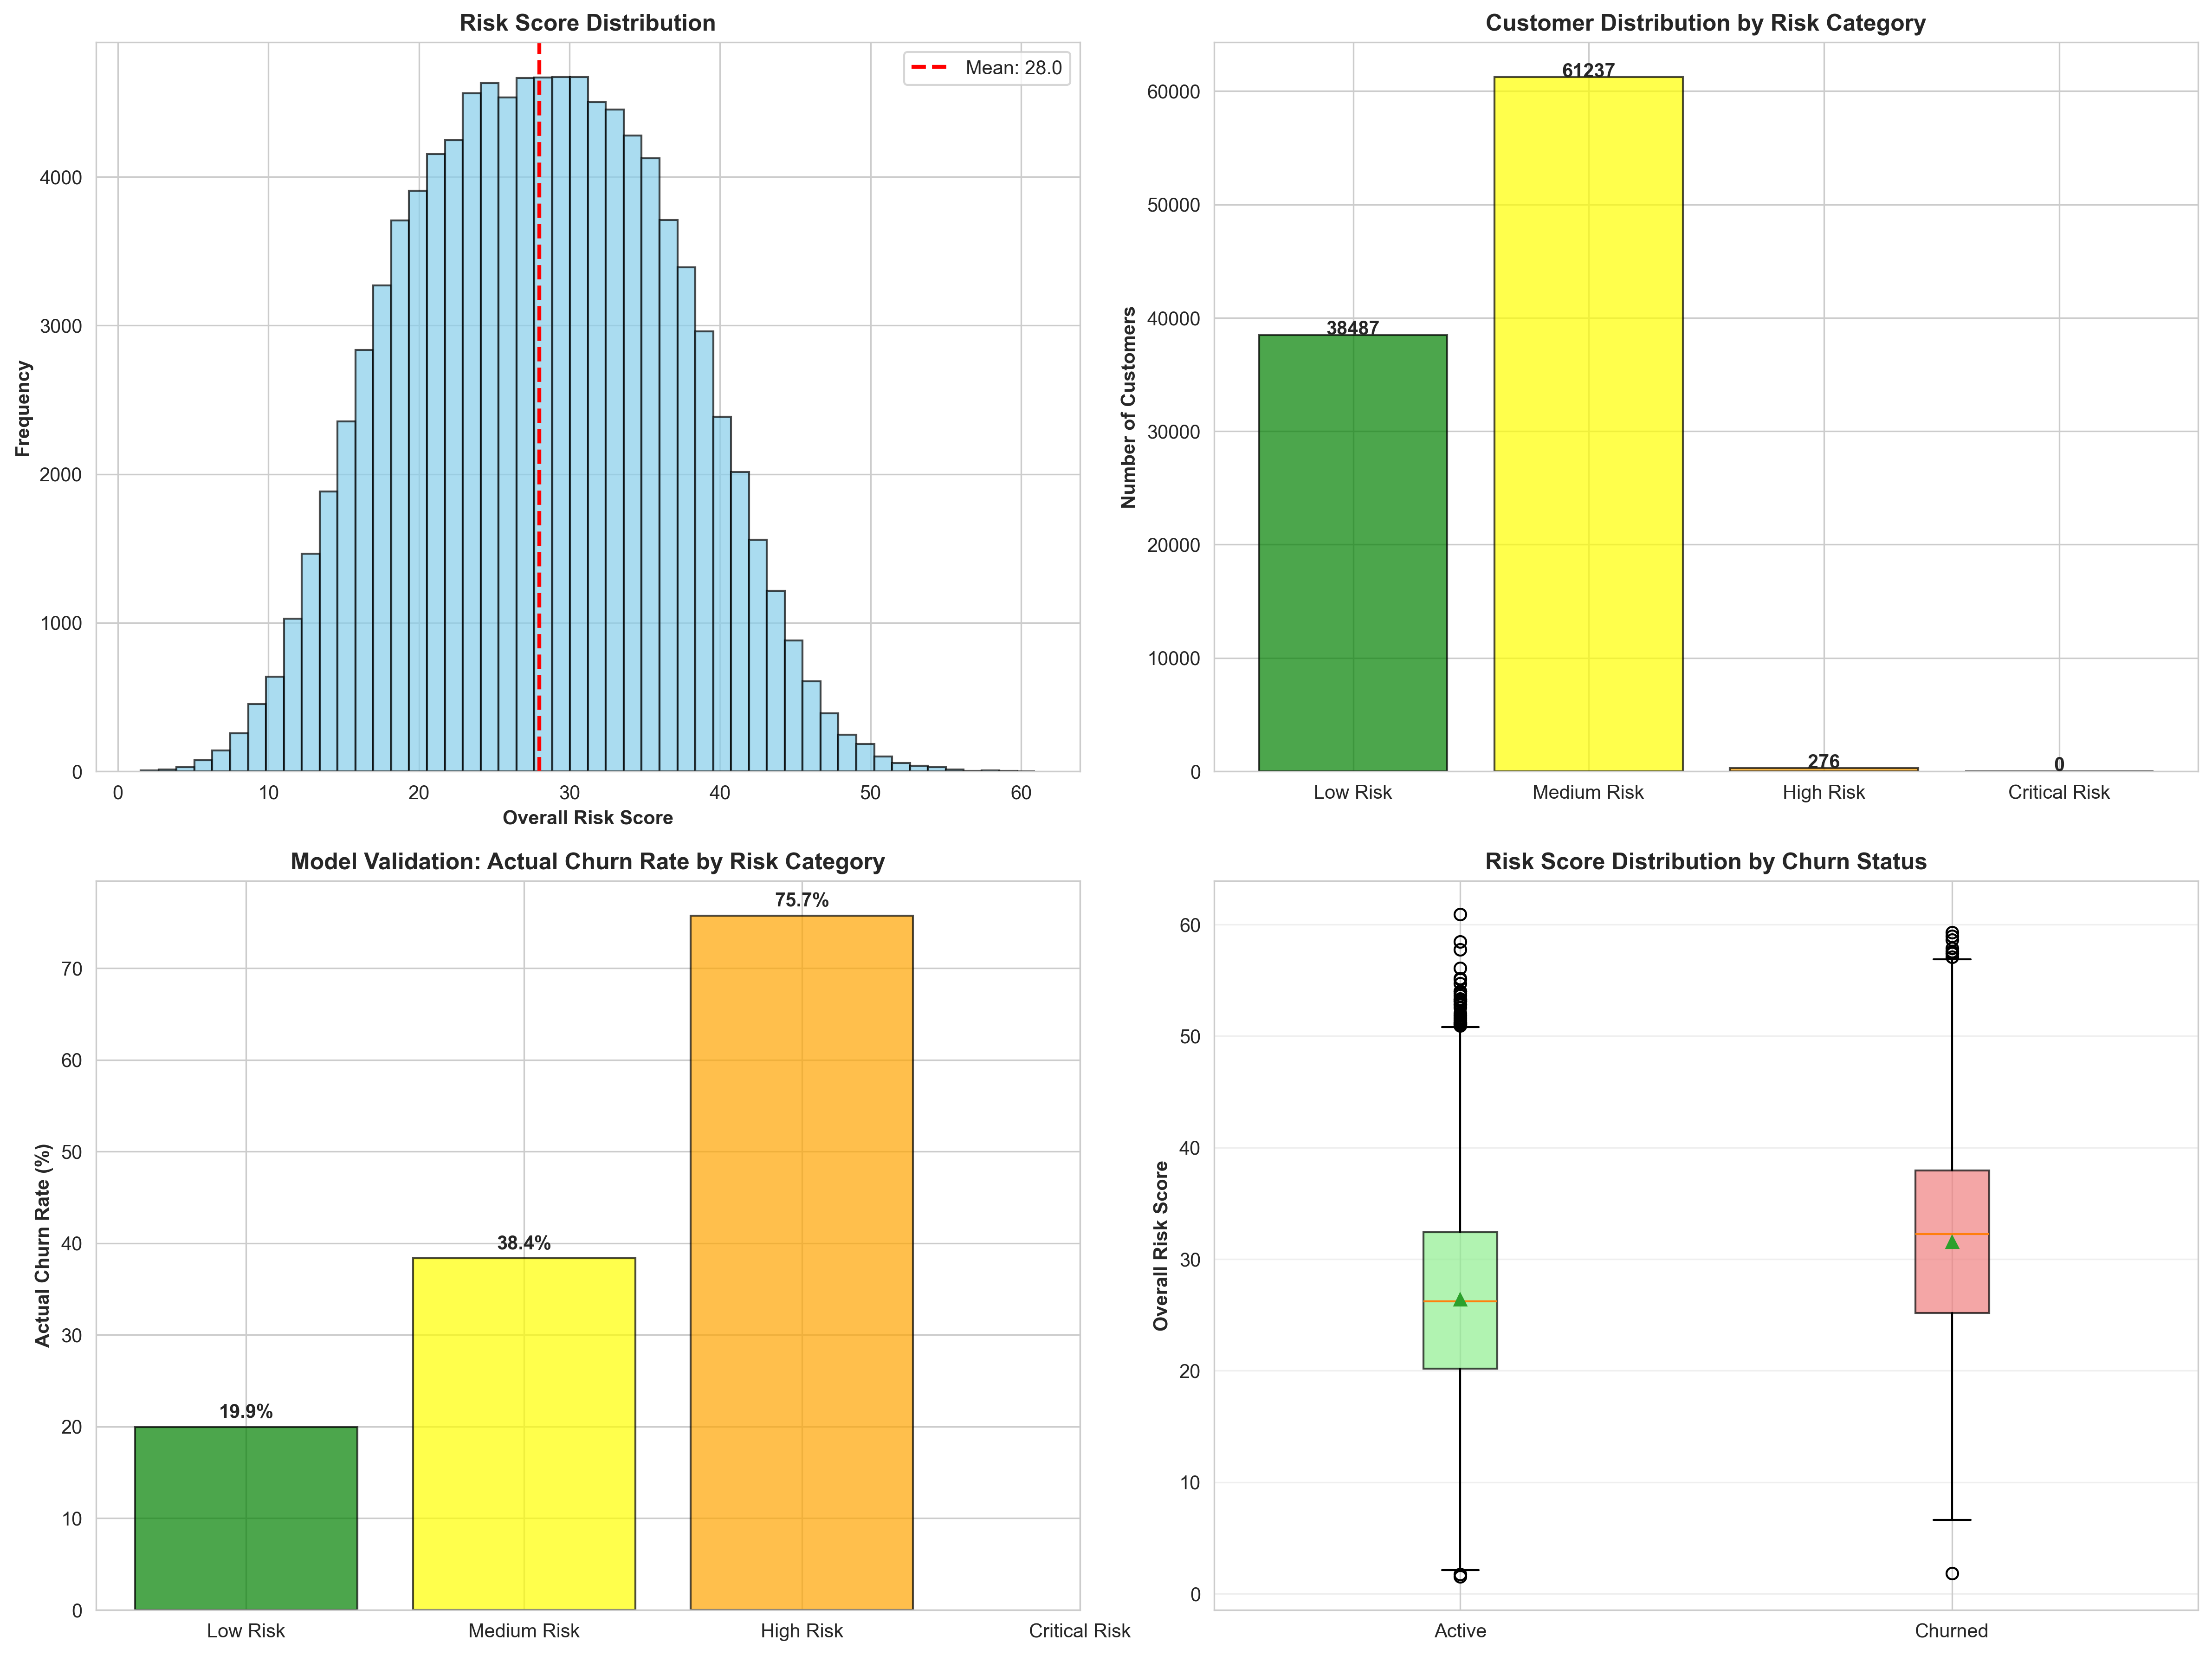 Risk Score Distribution
Mean: 28.0
Frequency
4000
3000
2000
1000
0
0 10 20 30 40 50 60
Overall Risk Score
Customer Distribution by Risk Category
Number of Customers
60000
50000
40000
30000
20000
10000
0
38487
61237
276
0
Low Risk Medium Risk High Risk Critical Risk
Model Validation: Actual Churn Rate by Risk Category
Actual Churn Rate (%)
70
60
50
40
30
20
10
0
19.9%
38.4%
75.7%
Low Risk Medium Risk High Risk Critical Risk
Risk Score Distribution by Churn Status
Overall Risk Score
60
50
40
30
20
10
0
Active Churned